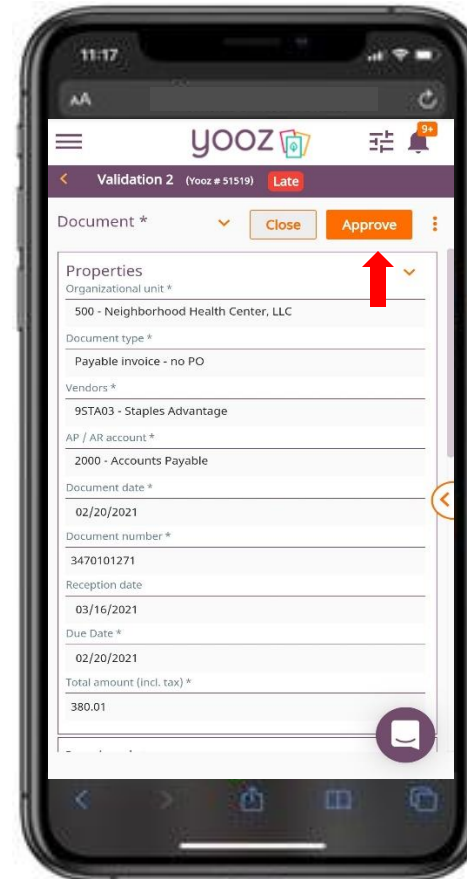 11:17
AA
yooz
9+
Validation 2 (Yooz # 51519) Late
Document * Close Approve
Properties
Organizational unit *
500 - Neighborhood Health Center, LLC
Document type *
Payable invoice - no PO
Vendors *
9STA03 - Staples Advantage
AP / AR account *
2000 - Accounts Payable
Document date *
02/20/2021
Document number *
3470101271
Reception date
03/16/2021
Due Date *
02/20/2021
Total amount (incl. tax) *
380.01